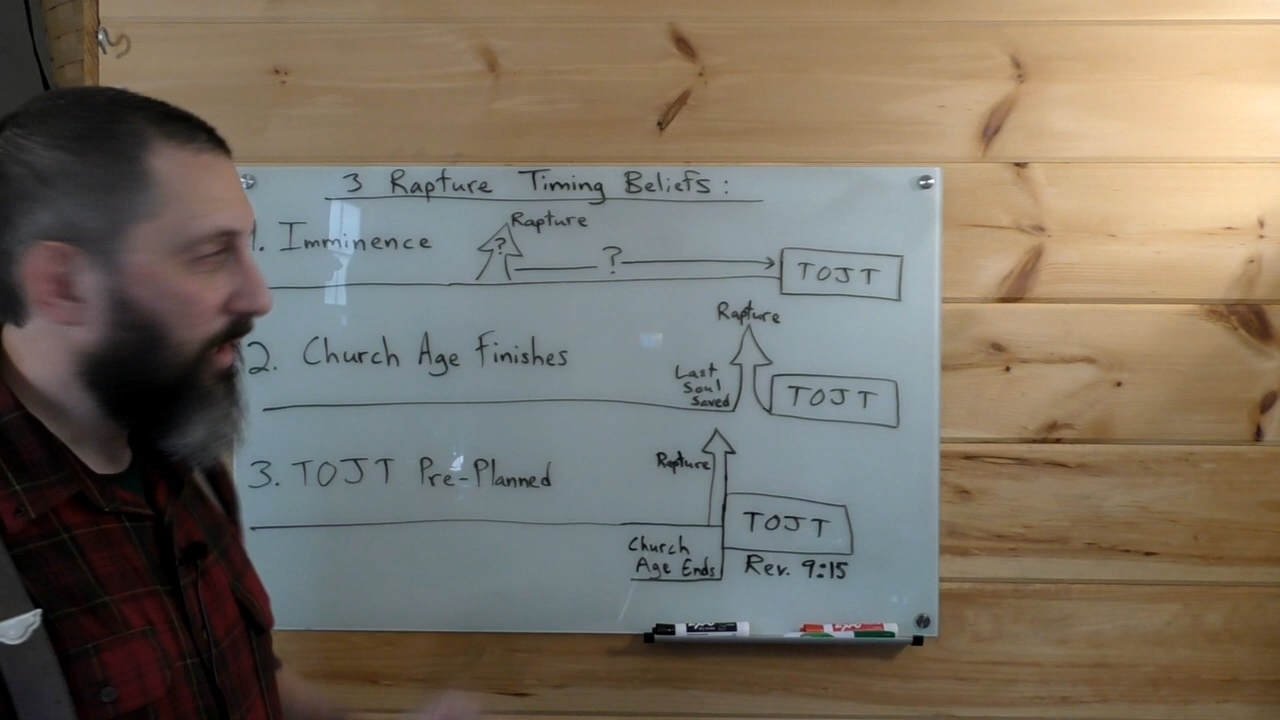 3 Rapture Timing Beliefs:
1. Imminence
Rapture
?
?
TOJT
2. Church Age Finishes
Rapture
Last
Soul
Saved
TOJT
3. TOJT Pre-Planned
Rapture
TOJT
Church
Age Ends
Rev. 9:15
EXPO